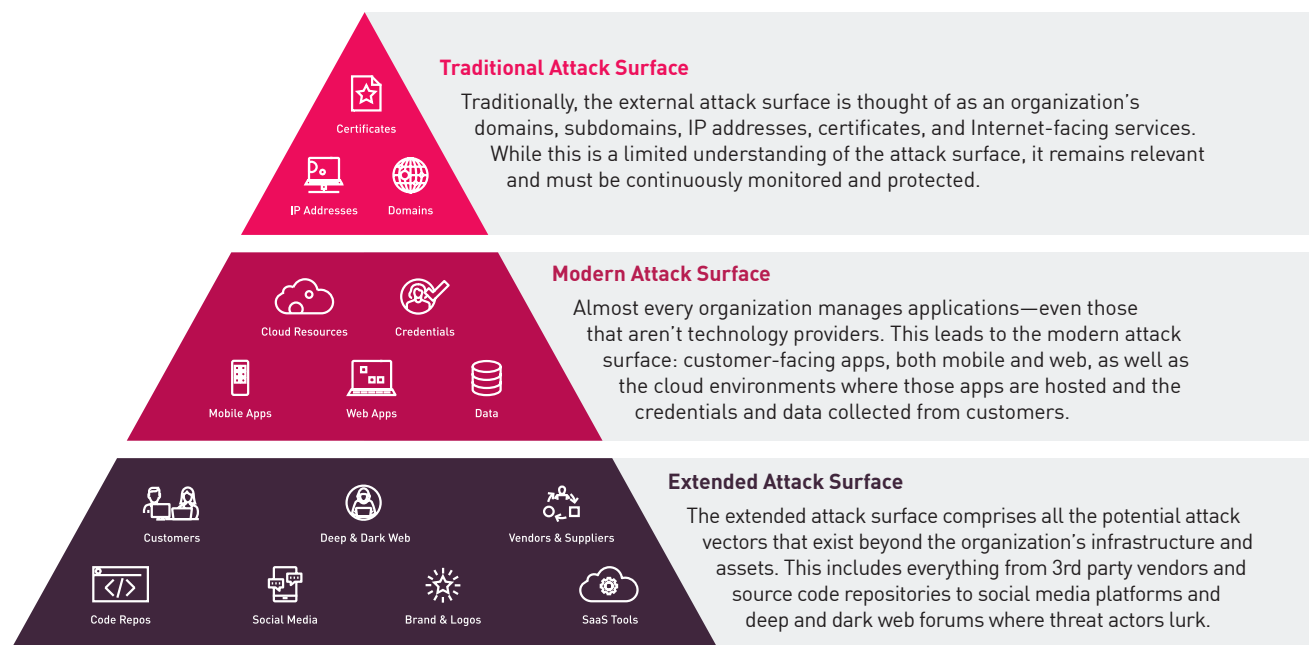 Traditional Attack Surface
Traditionally, the external attack surface is thought of as an organization's
domains, subdomains, IP addresses, certificates, and Internet-facing services.
While this is a limited understanding of the attack surface, it remains relevant
and must be continuously monitored and protected.
Certificates
IP Addresses
Domains
Modern Attack Surface
Almost every organization manages applications—even those
that aren't technology providers. This leads to the modern attack
surface: customer-facing apps, both mobile and web, as well as
the cloud environments where those apps are hosted and the
credentials and data collected from customers.
Cloud Resources
Credentials
Mobile Apps
Web Apps
Data
Extended Attack Surface
The extended attack surface comprises all the potential attack
vectors that exist beyond the organization's infrastructure and
assets. This includes everything from 3rd party vendors and
source code repositories to social media platforms and
deep and dark web forums where threat actors lurk.
Customers
Deep & Dark Web
Vendors & Suppliers
Code Repos
Social Media
Brand & Logos
SaaS Tools